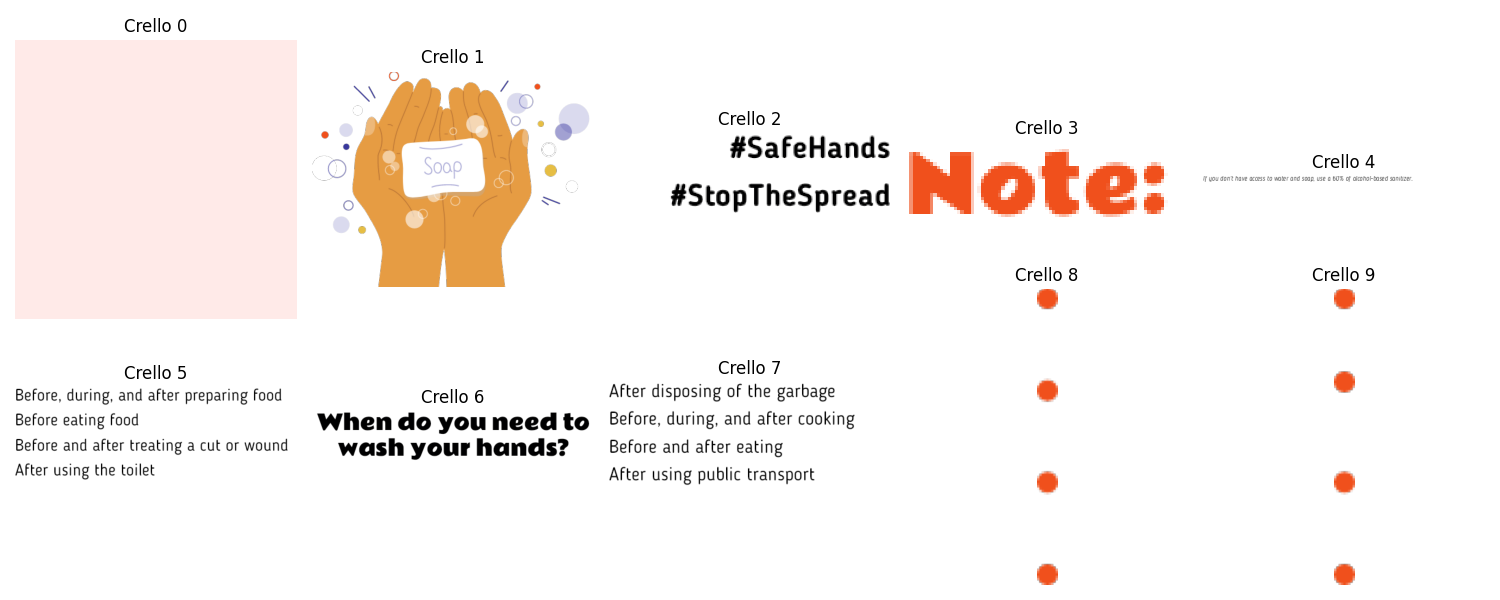 Crello 0
Crello 1
Soap
Crello 2
#SafeHands
#StopTheSpread
Crello 3
Note:
Crello 4
If you don't have access to water and soap, use a 60% of alcohol-based sanitizer.
Crello 5
Before, during, and after preparing food
Before eating food
Before and after treating a cut or wound
After using the toilet
Crello 6
When do you need to
wash your hands?
Crello 7
After disposing of the garbage
Before, during, and after cooking
Before and after eating
After using public transport
Crello 8
Crello 9